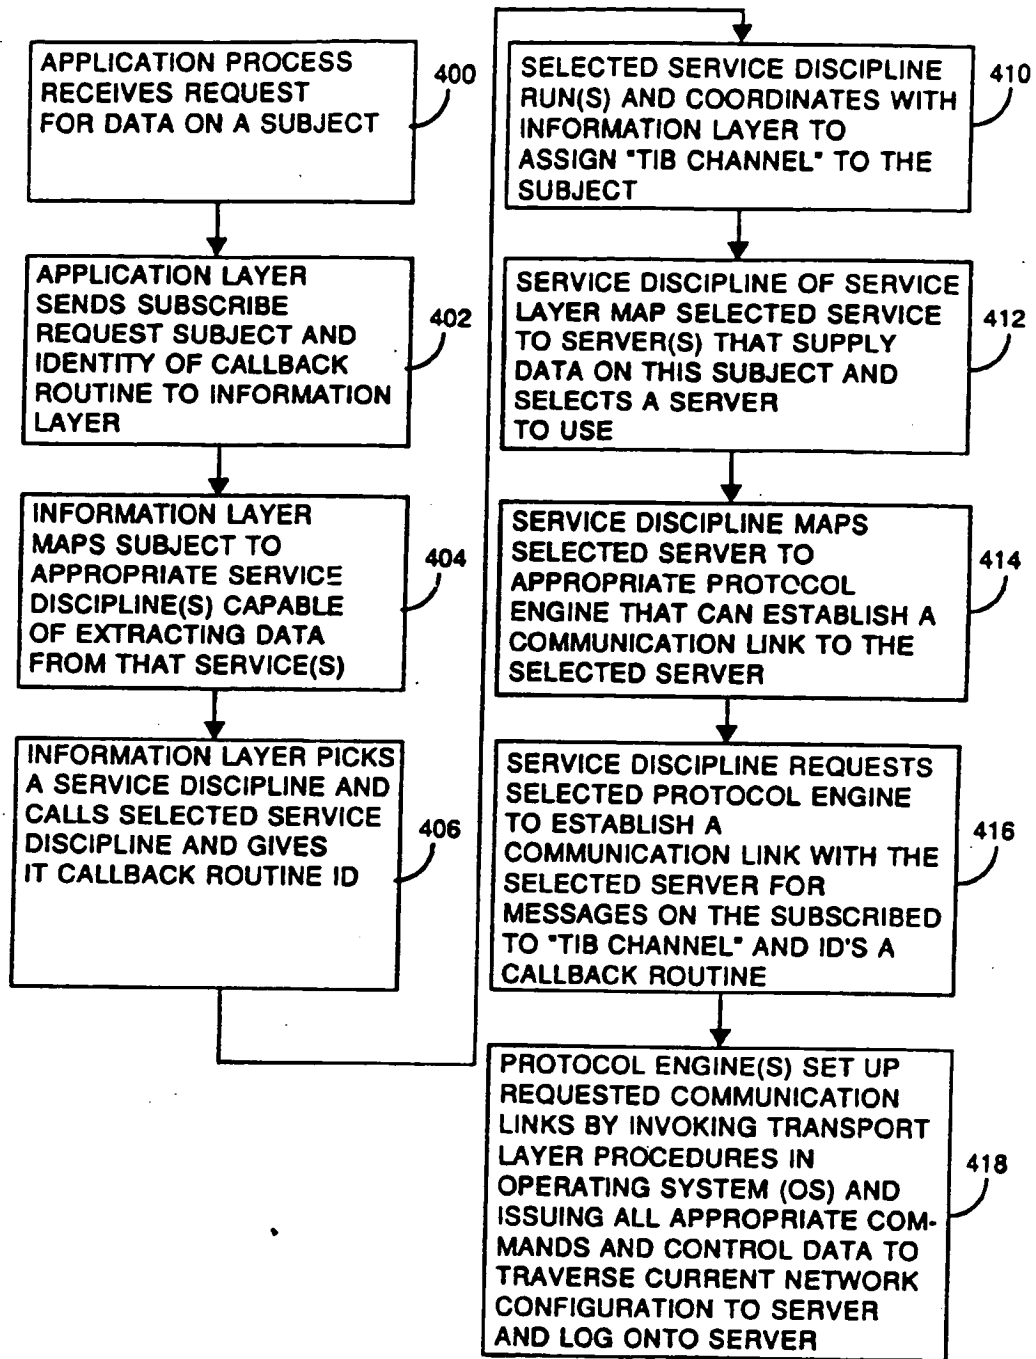 APPLICATION PROCESS
RECEIVES REQUEST
FOR DATA ON A SUBJECT
400
APPLICATION LAYER
SENDS SUBSCRIBE
REQUEST SUBJECT AND
IDENTITY OF CALLBACK
ROUTINE TO INFORMATION
LAYER
402
INFORMATION LAYER
MAPS SUBJECT TO
APPROPRIATE SERVICE
DISCIPLINE(S) CAPABLE
OF EXTRACTING DATA
FROM THAT SERVICE(S)
404
INFORMATION LAYER PICKS
A SERVICE DISCIPLINE AND
CALLS SELECTED SERVICE
DISCIPLINE AND GIVES
IT CALLBACK ROUTINE ID
406
SELECTED SERVICE DISCIPLINE
RUN(S) AND COORDINATES WITH
INFORMATION LAYER TO
ASSIGN "TIB CHANNEL" TO THE
SUBJECT
410
SERVICE DISCIPLINE OF SERVICE
LAYER MAP SELECTED SERVICE
TO SERVER(S) THAT SUPPLY
DATA ON THIS SUBJECT AND
SELECTS A SERVER
TO USE
412
SERVICE DISCIPLINE MAPS
SELECTED SERVER TO
APPROPRIATE PROTOCOL
ENGINE THAT CAN ESTABLISH A
COMMUNICATION LINK TO THE
SELECTED SERVER
414
SERVICE DISCIPLINE REQUESTS
SELECTED PROTOCOL ENGINE
TO ESTABLISH A
COMMUNICATION LINK WITH THE
SELECTED SERVER FOR
MESSAGES ON THE SUBSCRIBED
TO "TIB CHANNEL" AND ID'S A
CALLBACK ROUTINE
416
PROTOCOL ENGINE(S) SET UP
REQUESTED COMMUNICATION
LINKS BY INVOKING TRANSPORT
LAYER PROCEDURES IN
OPERATING SYSTEM (OS) AND
ISSUING ALL APPROPRIATE COM-
MANDS AND CONTROL DATA TO
TRAVERSE CURRENT NETWORK
CONFIGURATION TO SERVER
AND LOG ONTO SERVER
418